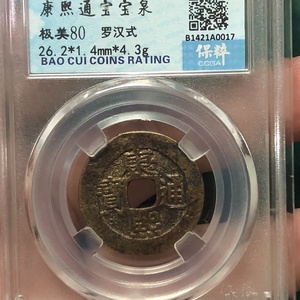 康熙通宝宝泉
极美80 罗汉式
26.2*1.4mm*4.3g
BAO CUI COINS RATING
B1421A0017
保粹
CCGA
康熙通寶